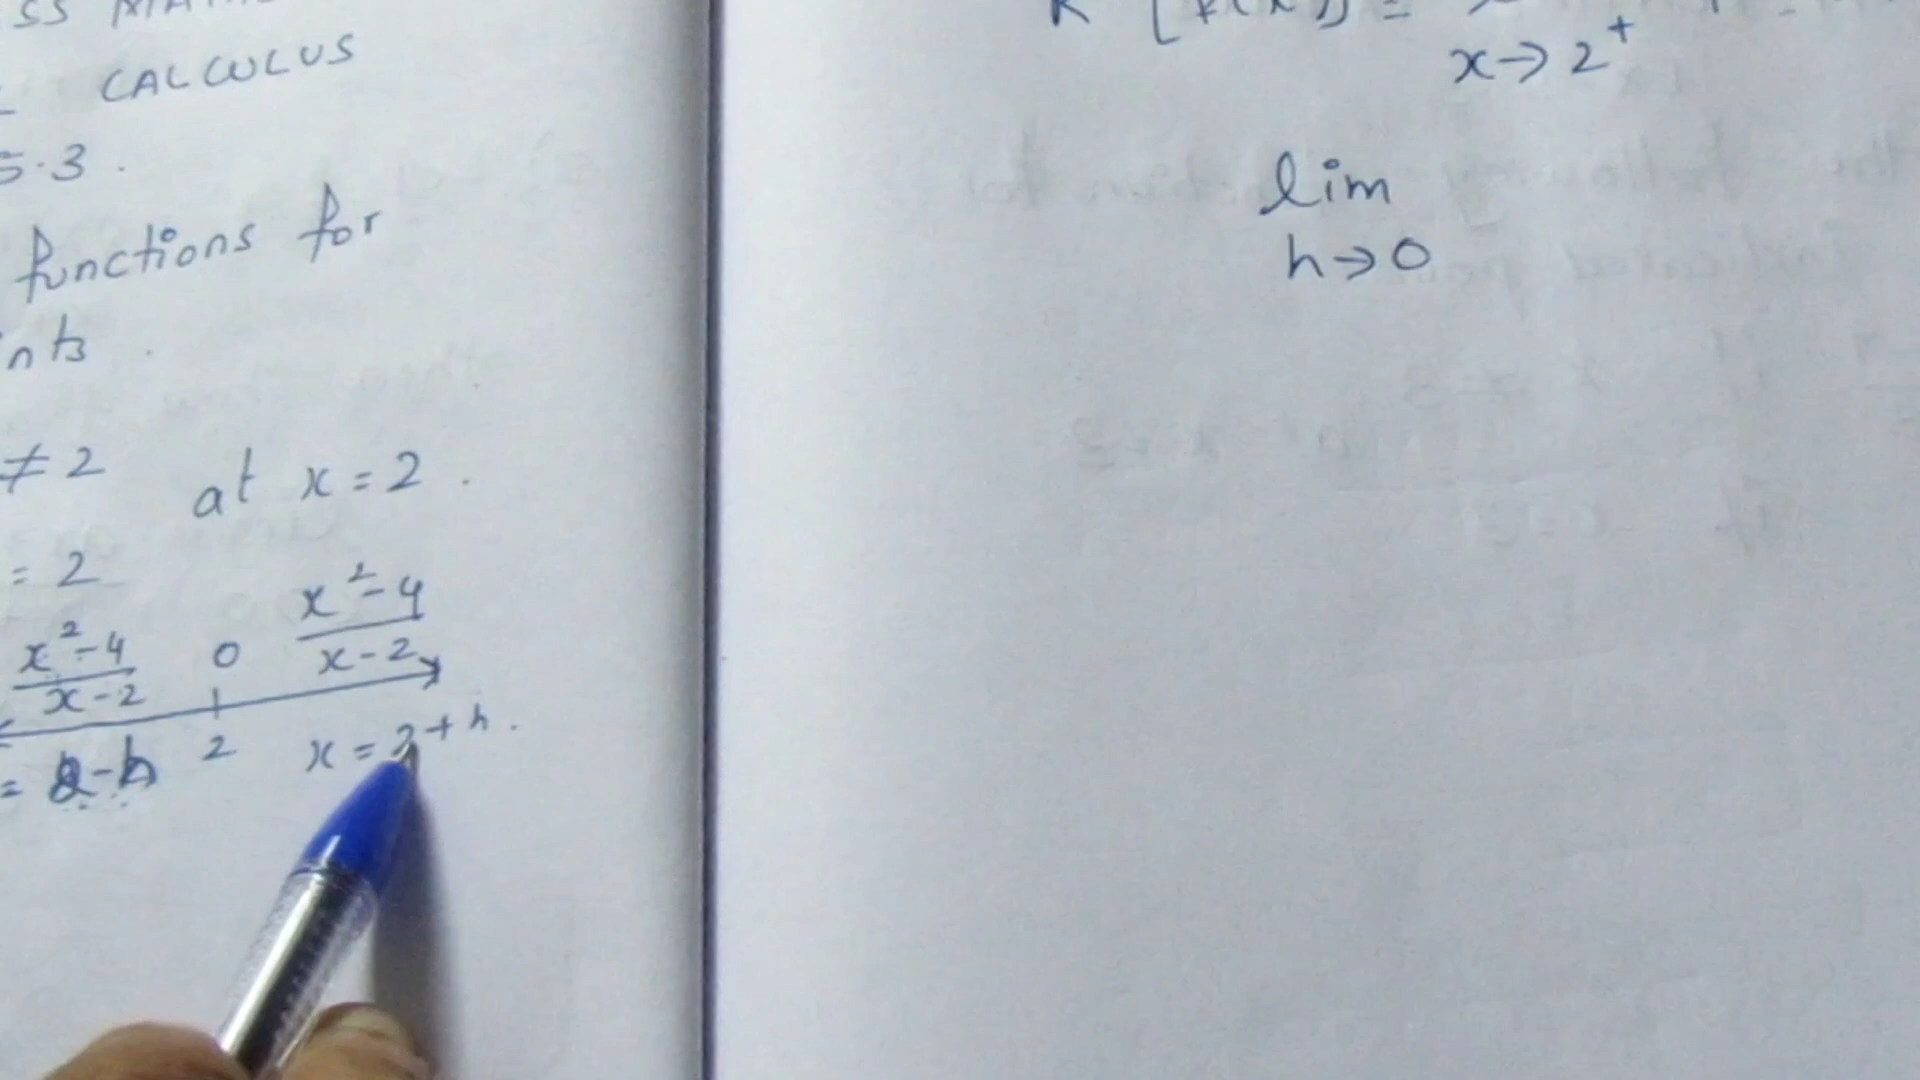 CALCULUS
5.3.
functions for
≠ 2 at x = 2.
= 2
x²-4/x-2 0 x²-4/x-2
= 2-h 2 x = 2+h.
x→2⁺
lim
h→0